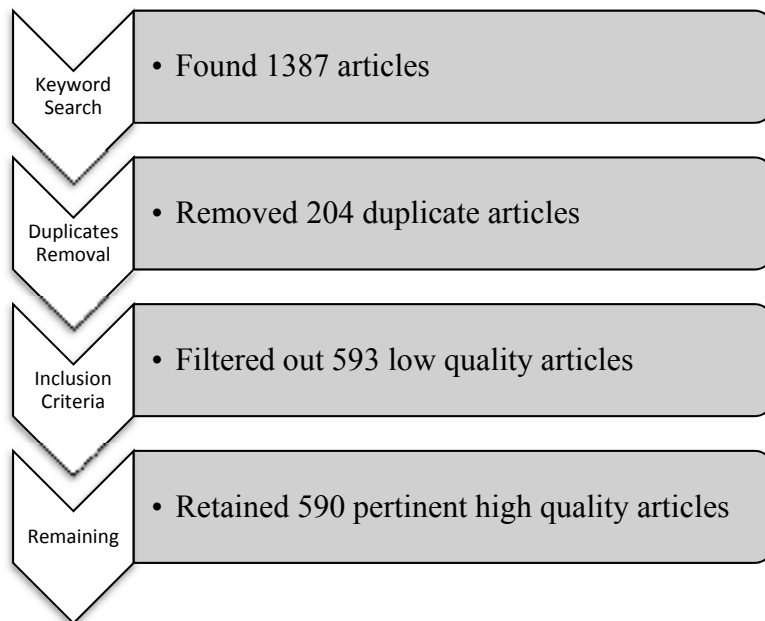 Keyword
Search
• Found 1387 articles
Duplicates
Removal
• Removed 204 duplicate articles
Inclusion
Criteria
• Filtered out 593 low quality articles
Remaining
• Retained 590 pertinent high quality articles